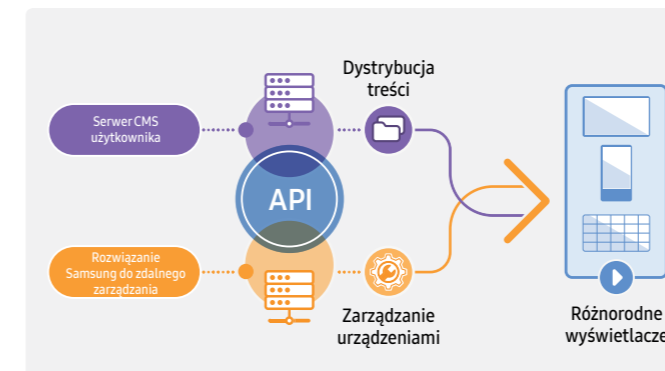 Dystrybucja
treści
Serwer CMS
użytkownika
API
Rozwiązanie
Samsung do zdalnego
zarządzania
Zarządzanie
urządzeniami
Różnorodne
wyświetlacze